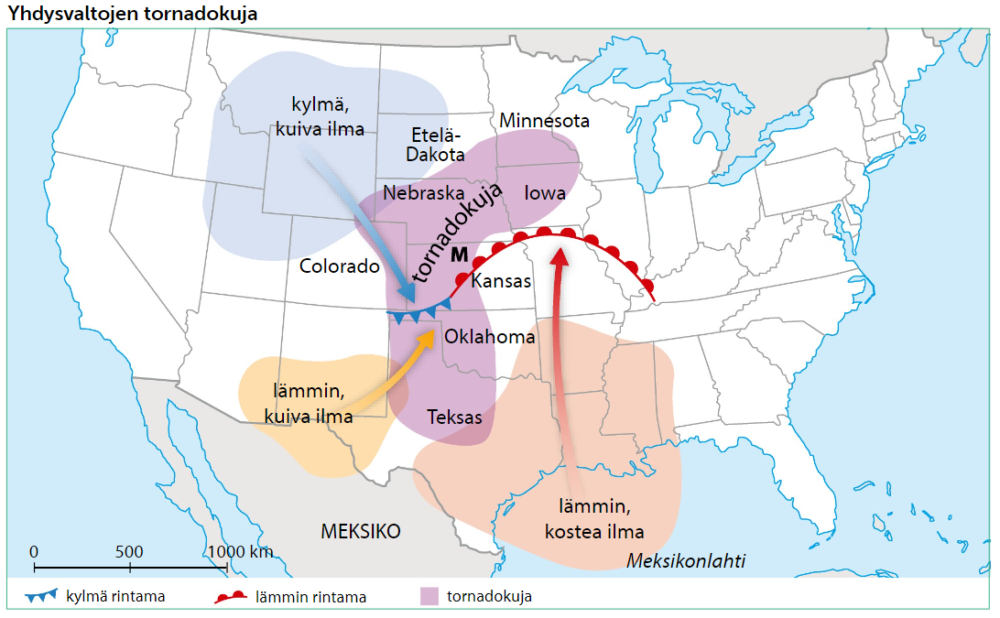 Yhdysvaltojen tornadokuja
kylmä,
kuiva ilma
Minnesota
Etelä-
Dakota
Nebraska
Iowa
tornadokuja
M
Colorado
Kansas
Oklahoma
lämmin,
kuiva ilma
Teksas
lämmin,
kostea ilma
MEKSIKO
Meksikonlahti
0 500 1000 km
kylmä rintama lämmin rintama tornadokuja